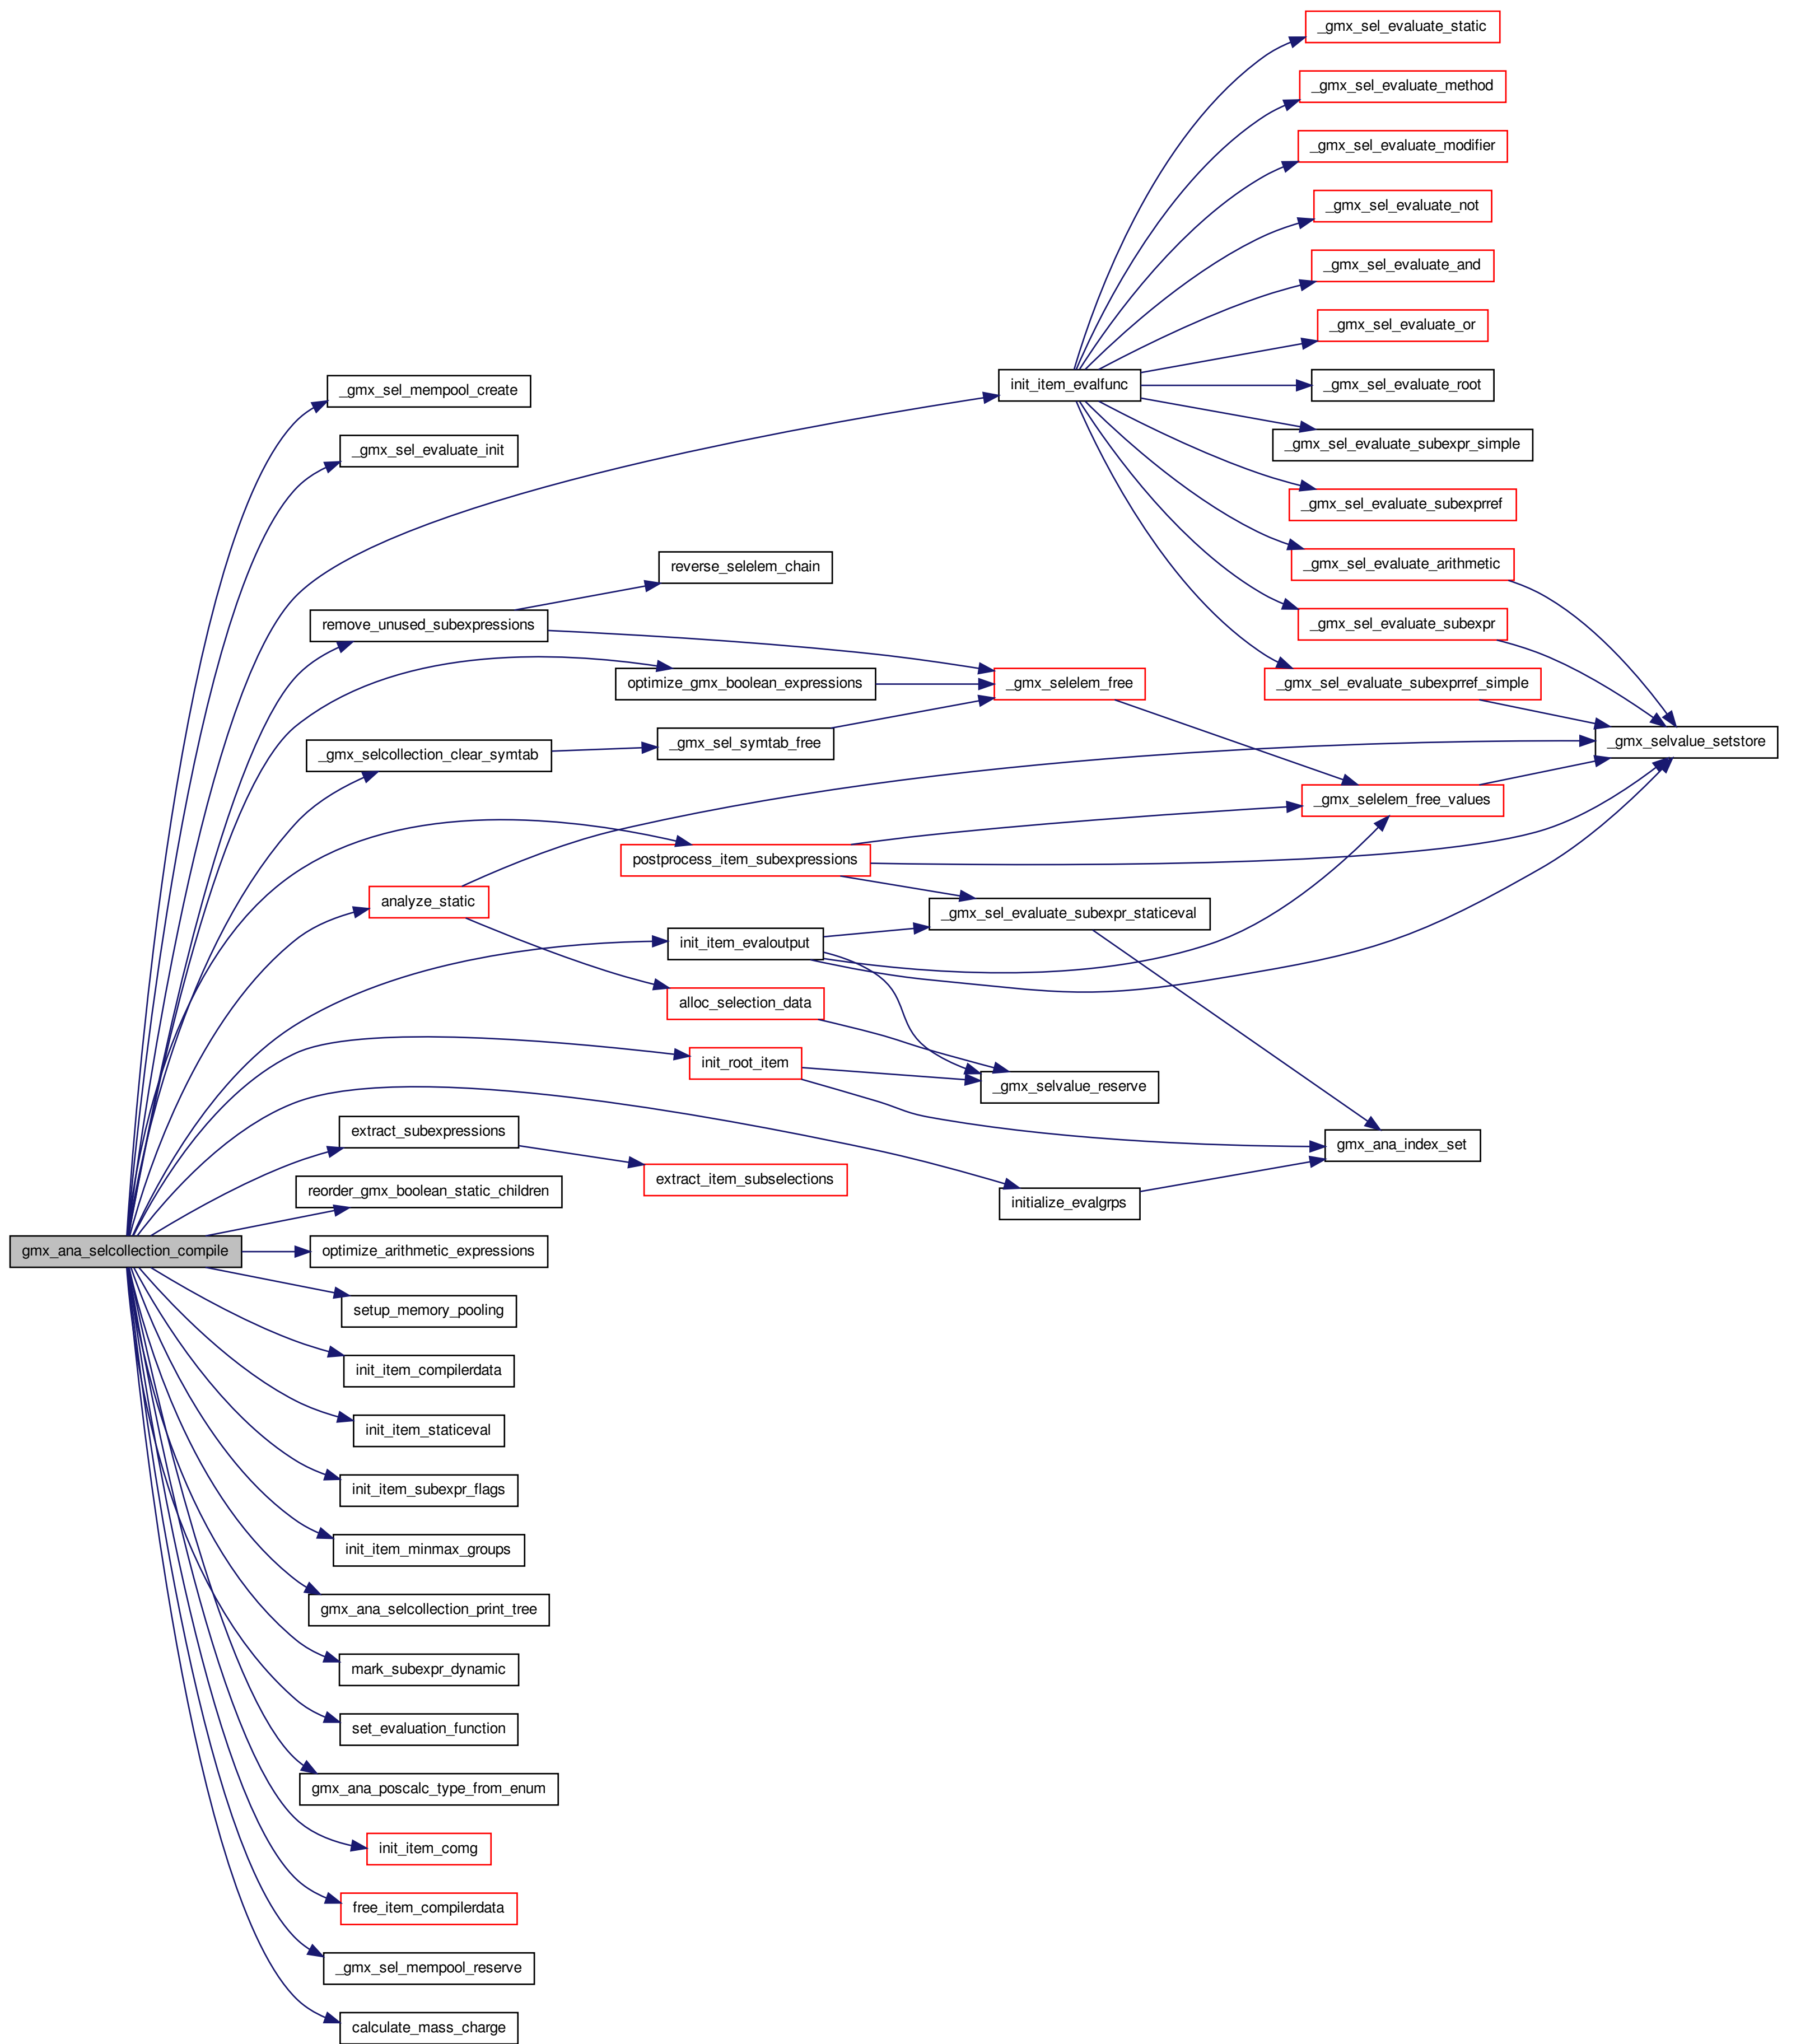 _gmx_sel_evaluate_static
_gmx_sel_evaluate_method
_gmx_sel_evaluate_modifier
_gmx_sel_evaluate_not
_gmx_sel_evaluate_and
_gmx_sel_evaluate_or
init_item_evalfunc
_gmx_sel_evaluate_root
_gmx_sel_mempool_create
_gmx_sel_evaluate_subexpr_simple
_gmx_sel_evaluate_init
_gmx_sel_evaluate_subexprref
_gmx_sel_evaluate_arithmetic
reverse_selelem_chain
remove_unused_subexpressions
_gmx_sel_evaluate_subexpr
optimize_gmx_boolean_expressions
_gmx_selelem_free
_gmx_sel_evaluate_subexprref_simple
_gmx_selcollection_clear_symtab
_gmx_sel_symtab_free
_gmx_selvalue_setstore
_gmx_selelem_free_values
postprocess_item_subexpressions
analyze_static
_gmx_sel_evaluate_subexpr_staticeval
init_item_evaloutput
alloc_selection_data
init_root_item
_gmx_selvalue_reserve
extract_subexpressions
gmx_ana_index_set
extract_item_subselections
reorder_gmx_boolean_static_children
initialize_evalgrps
gmx_ana_selcollection_compile
optimize_arithmetic_expressions
setup_memory_pooling
init_item_compilerdata
init_item_staticeval
init_item_subexpr_flags
init_item_minmax_groups
gmx_ana_selcollection_print_tree
mark_subexpr_dynamic
set_evaluation_function
gmx_ana_poscalc_type_from_enum
init_item_comg
free_item_compilerdata
_gmx_sel_mempool_reserve
calculate_mass_charge